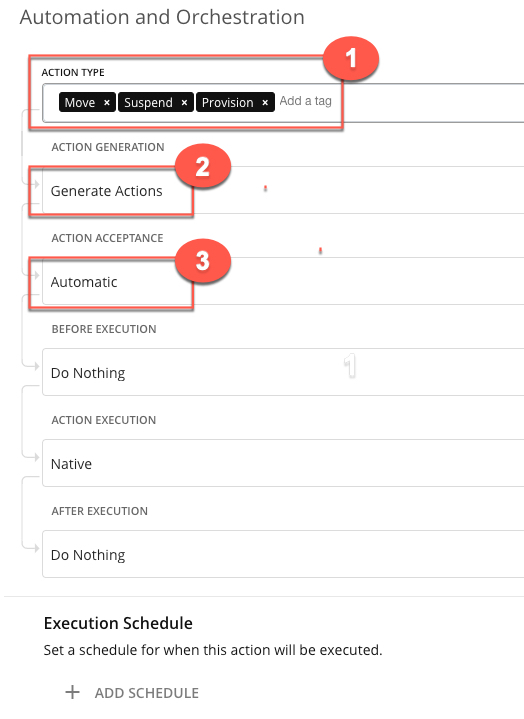 Automation and Orchestration
1
ACTION TYPE
Move × Suspend × Provision × Add a tag
ACTION GENERATION
2
Generate Actions
ACTION ACCEPTANCE
3
Automatic
BEFORE EXECUTION
1
Do Nothing
ACTION EXECUTION
Native
AFTER EXECUTION
Do Nothing
Execution Schedule
Set a schedule for when this action will be executed.
+ ADD SCHEDULE